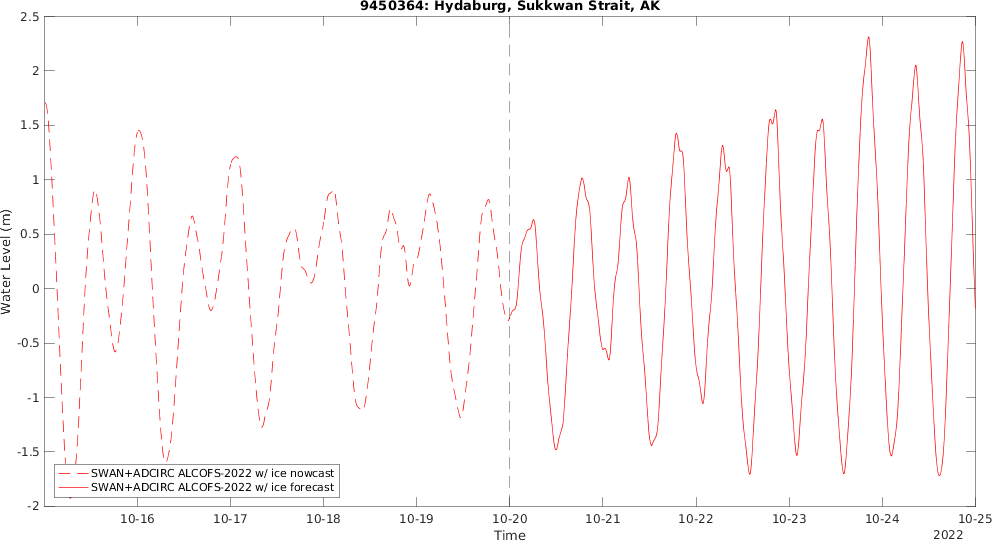 9450364: Hydaburg, Sukkwan Strait, AK
2.5
2
1.5
1
0.5
0
-0.5
-1
-1.5
-2
Water Level (m)
SWAN+ADCIRC ALCOFS-2022 w/ ice nowcast
SWAN+ADCIRC ALCOFS-2022 w/ ice forecast
10-16 10-17 10-18 10-19 10-20 10-21 10-22 10-23 10-24 10-25
Time
2022